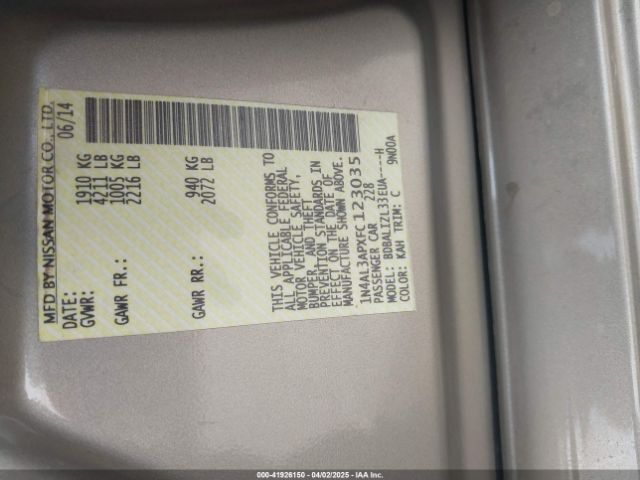 MFD BY NISSAN MOTOR CO., LTD.
DATE: 06/14
GVWR: 1910 KG
4211 LB
GAWR FR.: 1005 KG
2216 LB
GAWR RR.: 940 KG
2072 LB
THIS VEHICLE CONFORMS TO
ALL APPLICABLE FEDERAL
MOTOR VEHICLE SAFETY,
BUMPER, AND THEFT
PREVENTION STANDARDS IN
EFFECT ON THE DATE OF
MANUFACTURE SHOWN ABOVE.
1N4AL3APXFC123035
PASSENGER CAR 228
MODEL: BDBALIZL33EUA----H
COLOR: KAH TRIM: C 9N00A
000-41926150 - 04/02/2025 - IAAI.CA